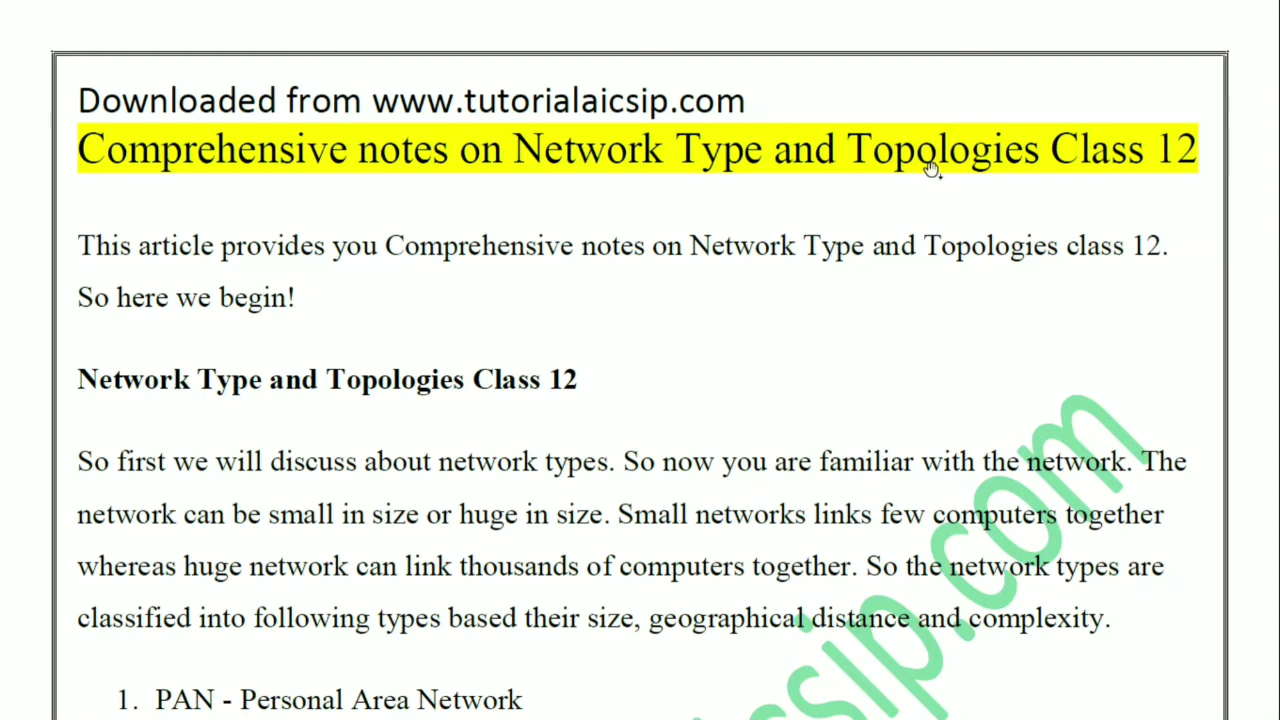 Downloaded from www.tutorialaicsip.com
Comprehensive notes on Network Type and Topologies Class 12
This article provides you Comprehensive notes on Network Type and Topologies class 12.
So here we begin!
Network Type and Topologies Class 12
So first we will discuss about network types. So now you are familiar with the network. The
network can be small in size or huge in size. Small networks links few computers together
whereas huge network can link thousands of computers together. So the network types are
classified into following types based their size, geographical distance and complexity.
1. PAN - Personal Area Network
csip.com